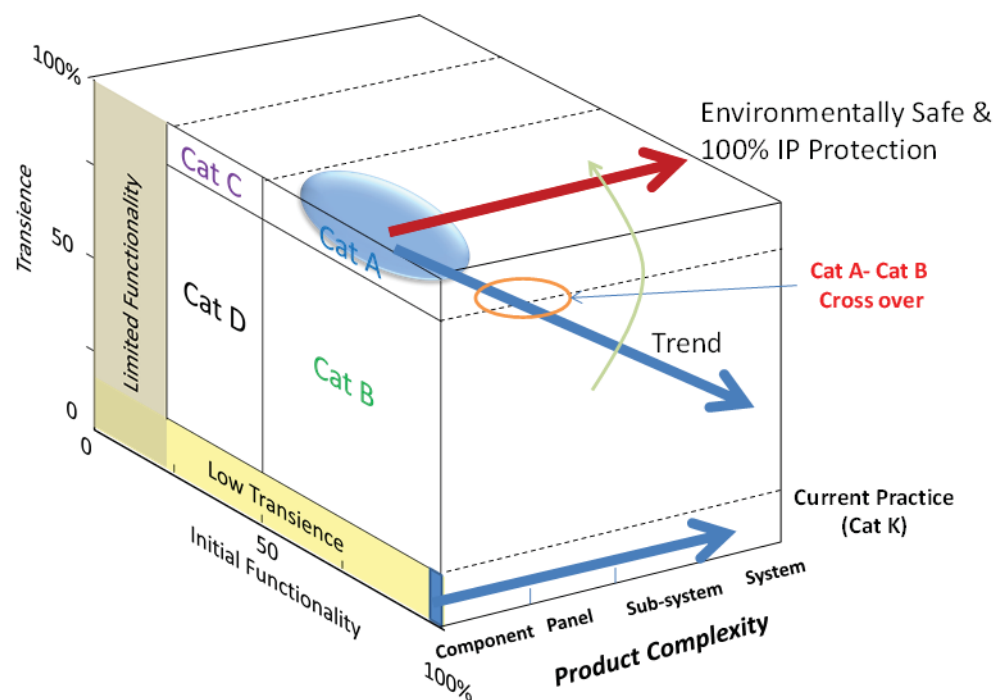 100%
Transience
50
0
0
Limited Functionality
Cat C
Cat D
Cat A
Cat B
Low Transience
Initial Functionality
50
100%
Environmentally Safe &
100% IP Protection
Cat A- Cat B
Cross over
Trend
Current Practice
(Cat K)
Component
Panel
Sub-system
System
Product Complexity